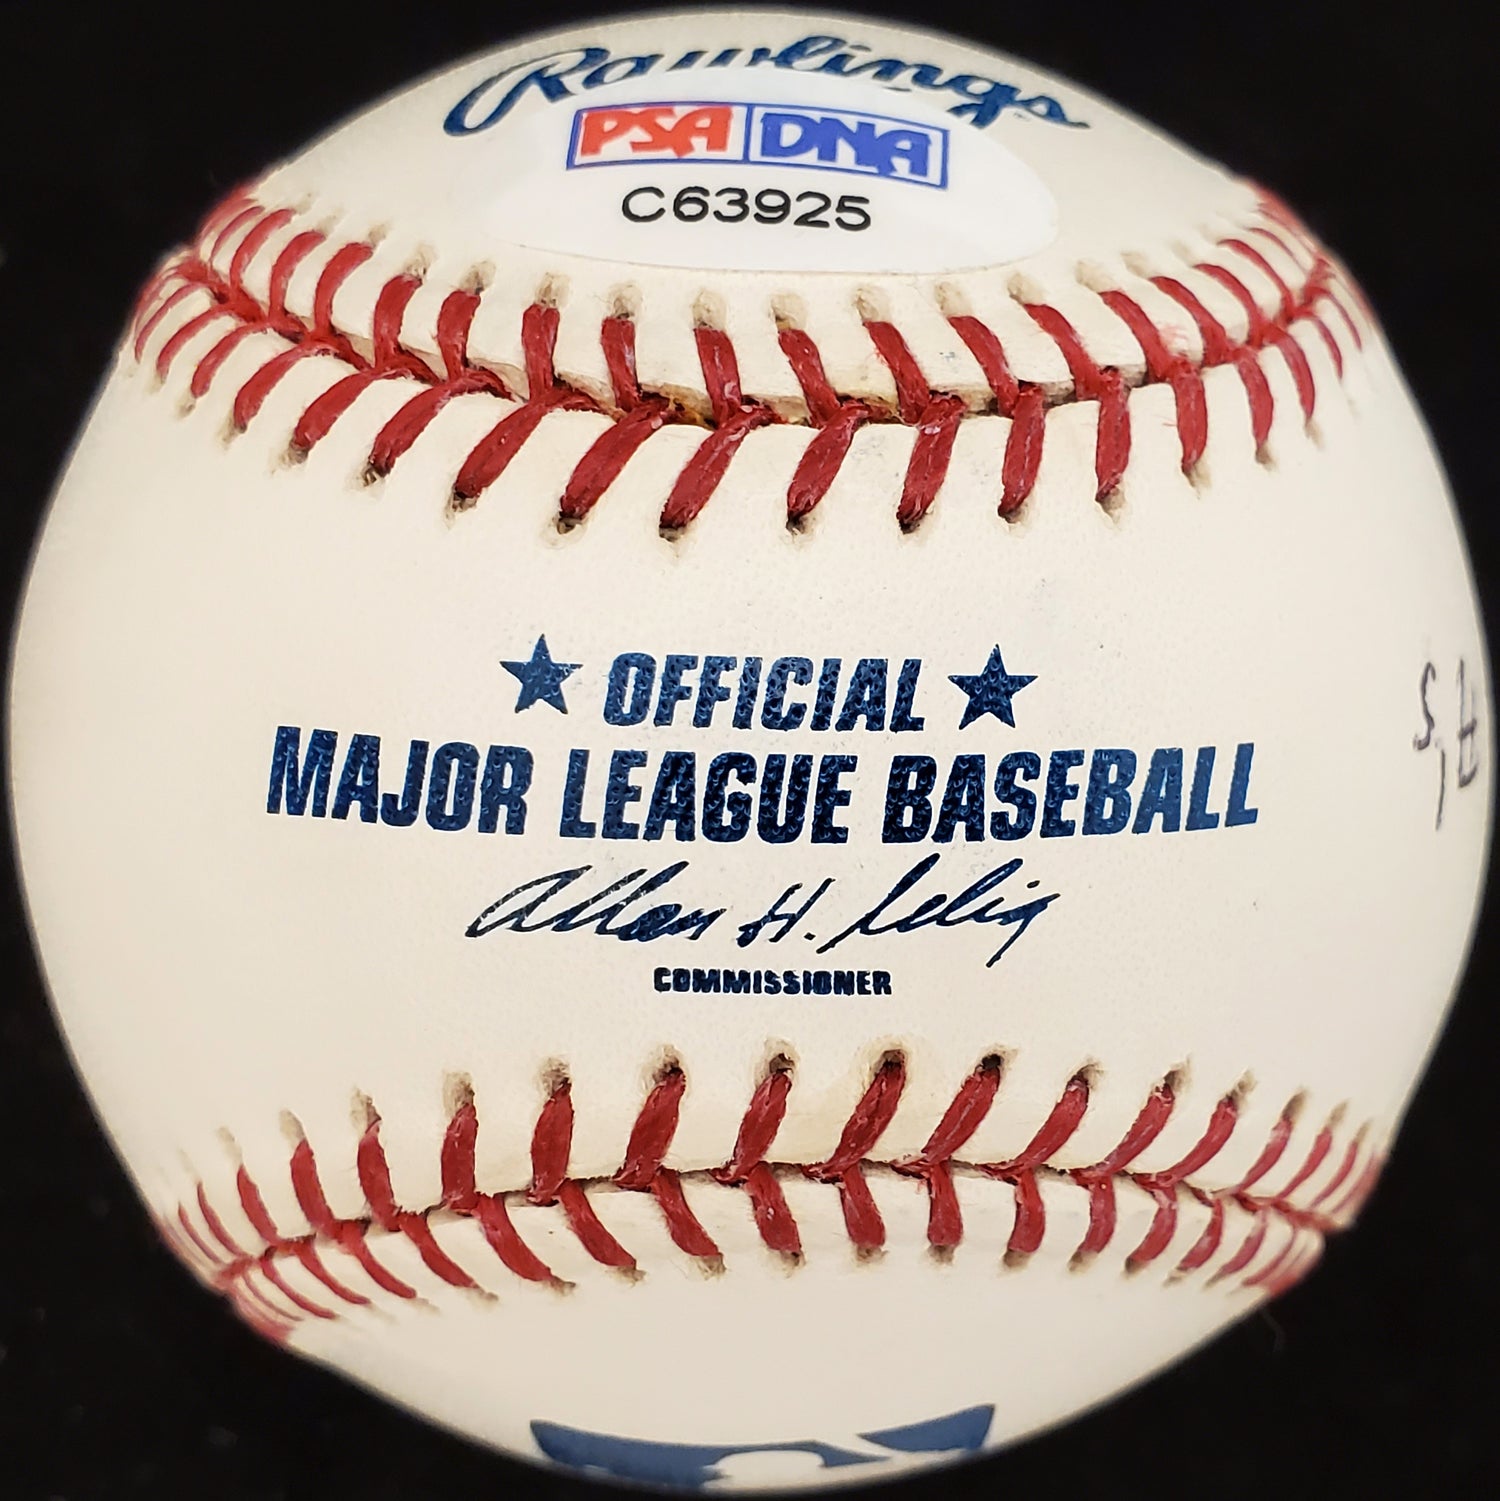 Rawlings
PSA DNA
C63925
★ OFFICIAL ★
MAJOR LEAGUE BASEBALL
Allan H. Selig
COMMISSIONER